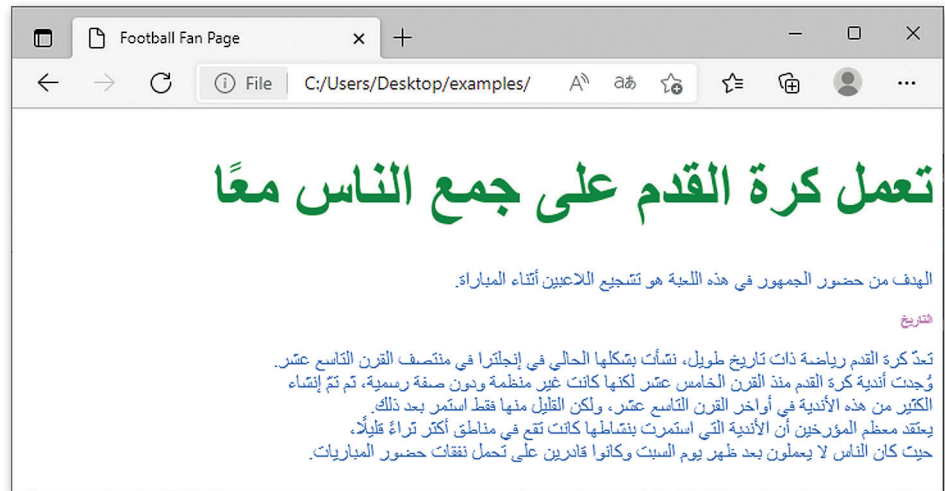 Football Fan Page
File C:/Users/Desktop/examples/
تعمل كرة القدم على جمع الناس معًا
الهدف من حضور الجمهور في هذه اللعبة هو تشجيع اللاعبين أثناء المباراة.
التاريخ
تعدّ كرة القدم رياضة ذات تاريخ طويل، نشأت بشكلها الحالي في إنجلترا في منتصف القرن التاسع عشر.
وُجدت أندية كرة القدم منذ القرن الخامس عشر لكنها كانت غير منظمة ودون صفة رسمية، ثم تمّ إنشاء
الكثير من هذه الأندية في أواخر القرن التاسع عشر، ولكن القليل منها فقط استمر بعد ذلك.
يعتقد معظم المؤرخين أن الأندية التي استمرت بنشاطها كانت تقع في مناطق أكثر ثراءً قليلًا،
حيث كان الناس لا يعملون بعد ظهر يوم السبت وكانوا قادرين على تحمل نفقات حضور المباريات.